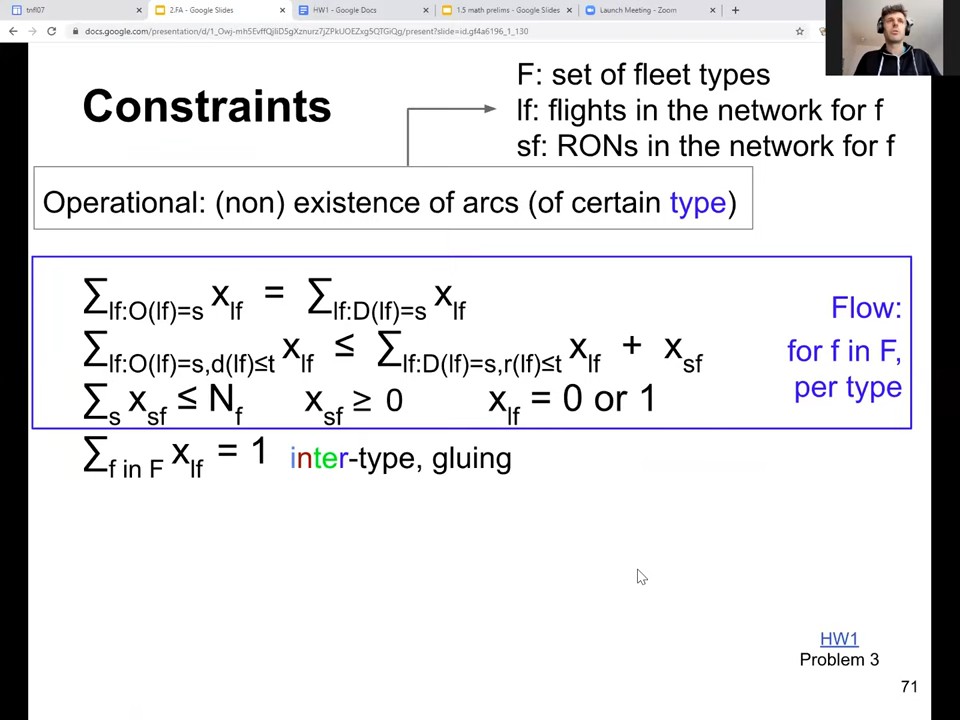 tnfl07
2.FA - Google Slides
HW1 - Google Docs
1.5 math prelims - Google Slides
Launch Meeting - Zoom
docs.google.com/presentation/d/1_Owj-mh5EvffQjIiD5gXznurz7jZPkUOEZxg5QTGiQg/present?slide=id.gf4a6196_1_130
Constraints
F: set of fleet types
lf: flights in the network for f
sf: RONs in the network for f
Operational: (non) existence of arcs (of certain type)
∑lf:O(lf)=s xlf = ∑lf:D(lf)=s xlf
∑lf:O(lf)=s,d(lf)≤t xlf ≤ ∑lf:D(lf)=s,r(lf)≤t xlf + xsf
∑s xsf ≤ Nf xsf ≥ 0 xlf = 0 or 1
Flow:
for f in F,
per type
∑f in F xlf = 1 inter-type, gluing
HW1
Problem 3
71